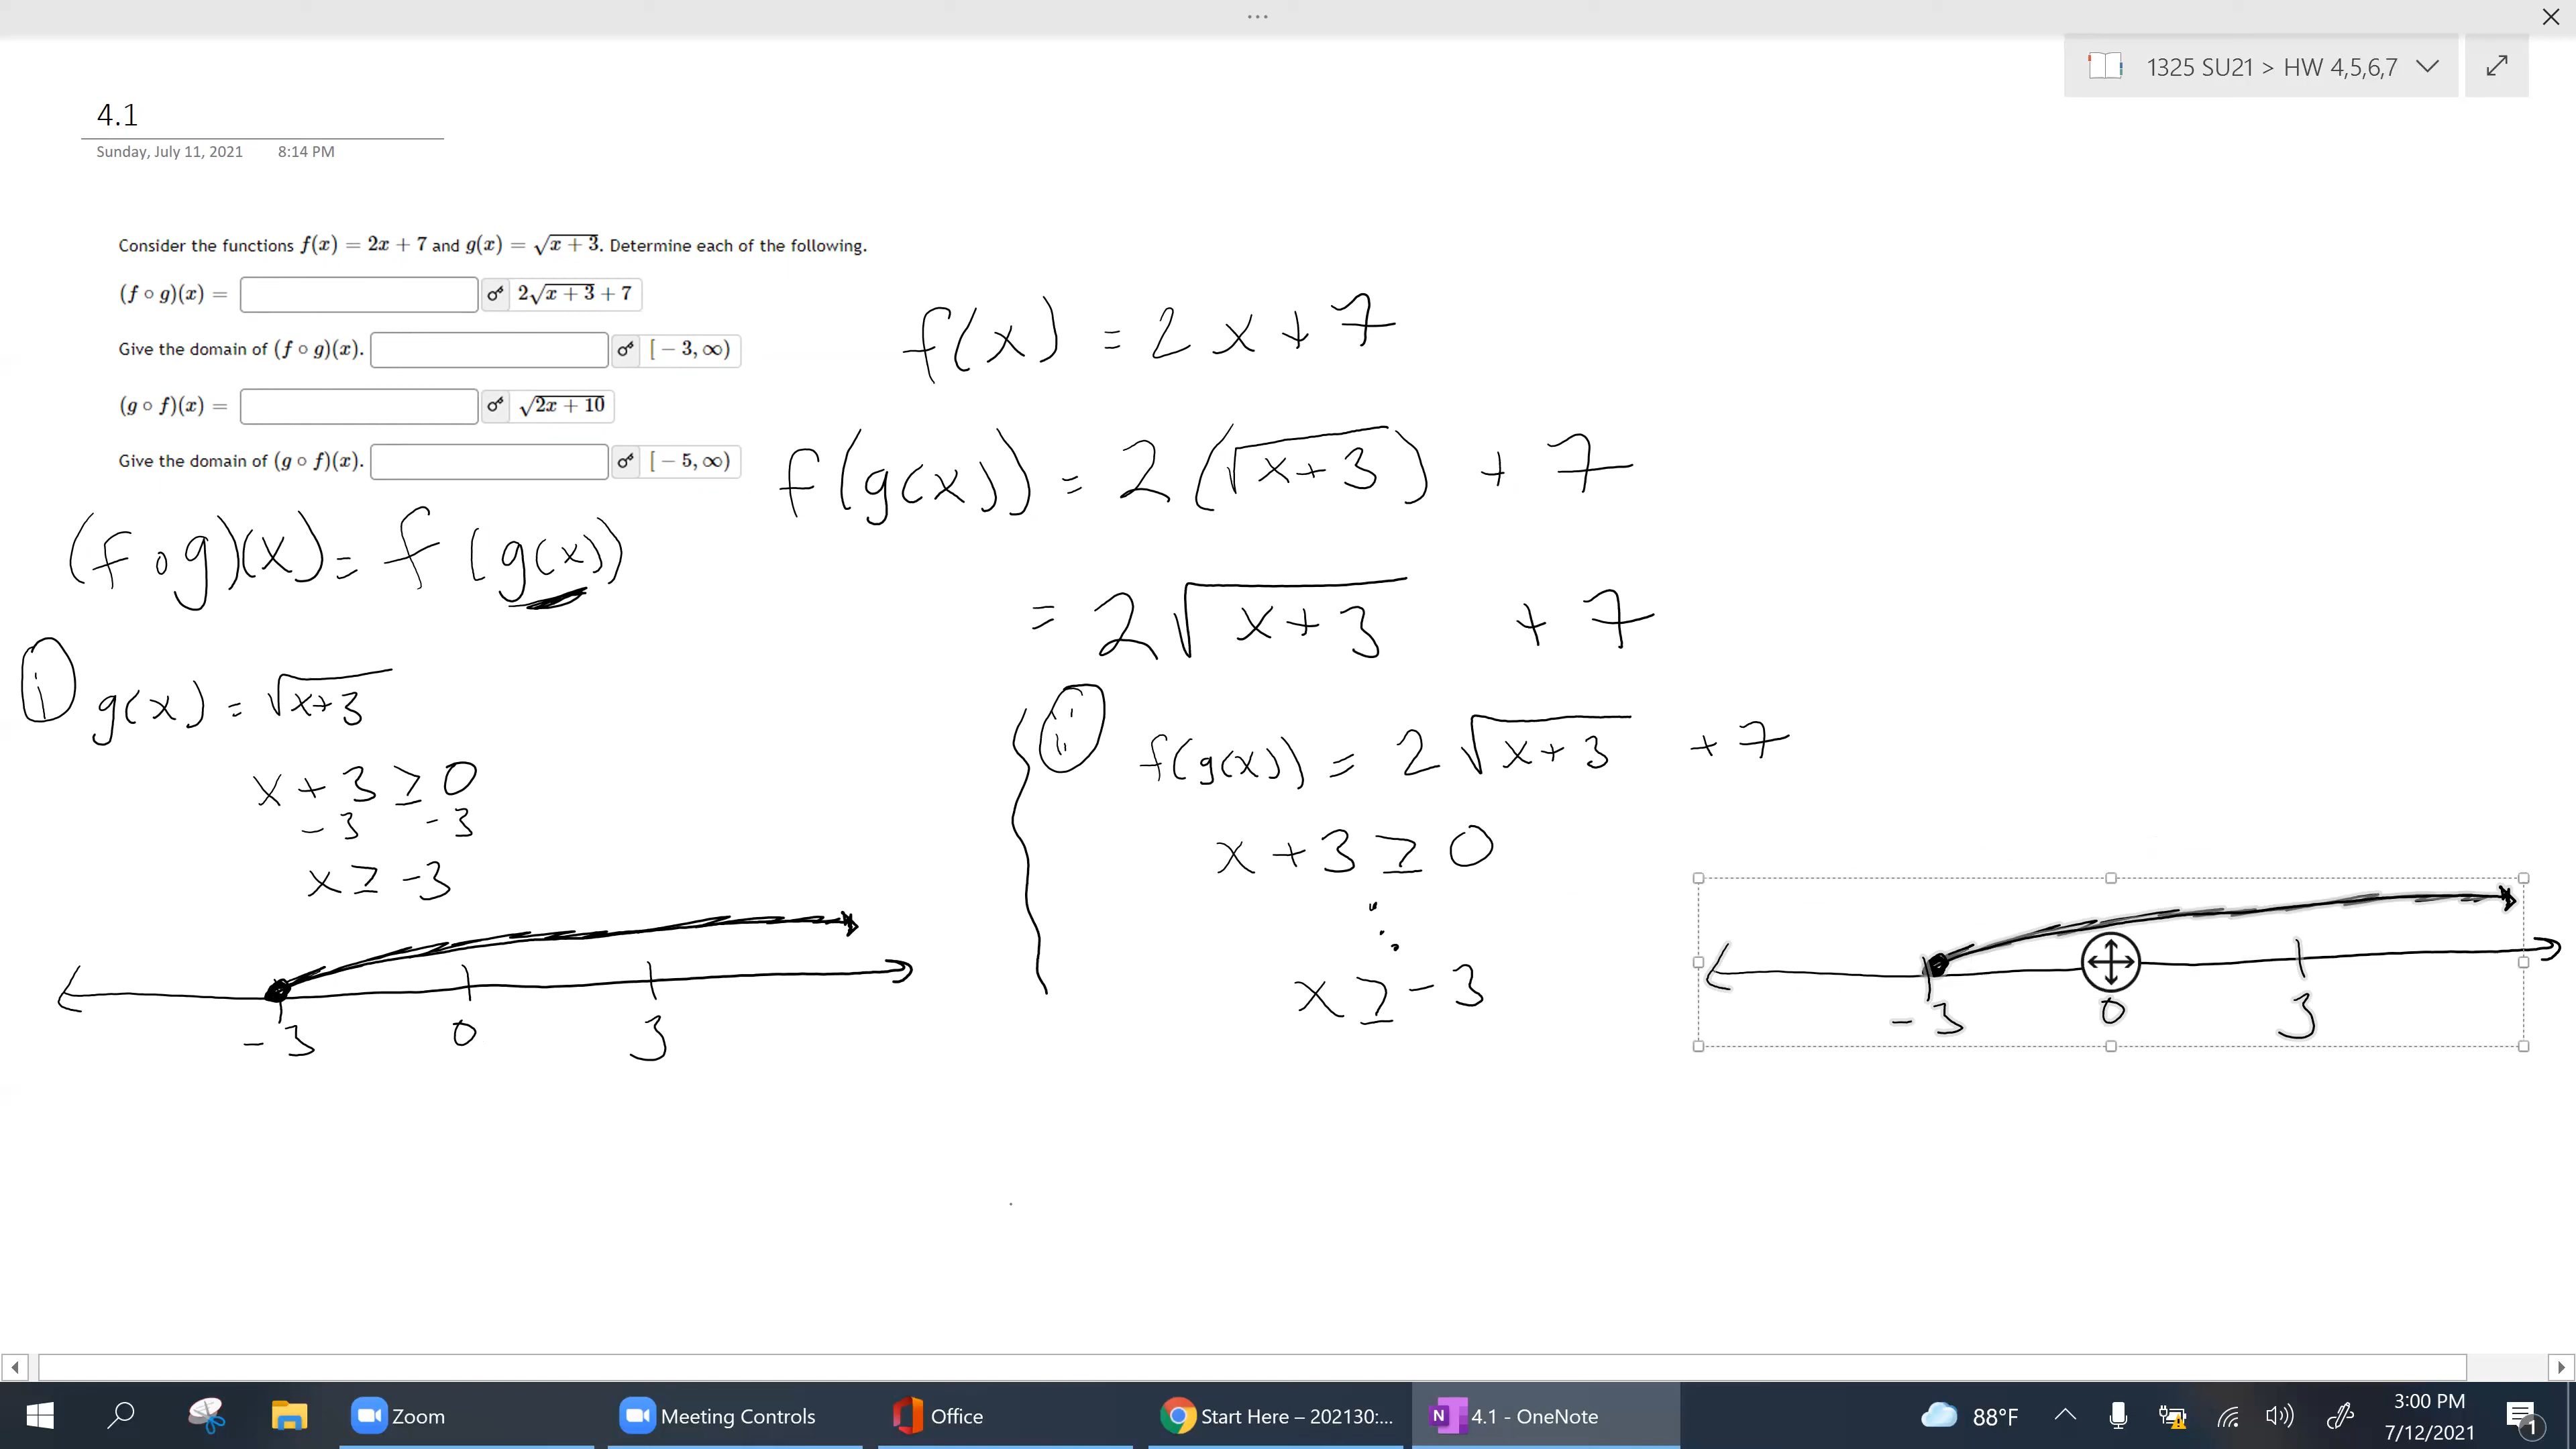 1325 SU21 > HW 4,5,6,7
4.1
Sunday, July 11, 2021 8:14 PM
Consider the functions f(x) = 2x + 7 and g(x) = √(x + 3). Determine each of the following.
(f ∘ g)(x) = 2√(x + 3) + 7
Give the domain of (f ∘ g)(x). [ − 3, ∞)
(g ∘ f)(x) = √(2x + 10)
Give the domain of (g ∘ f)(x). [ − 5, ∞)
f(x) = 2x + 7
f(g(x)) = 2(√(x+3)) + 7
= 2√(x+3) + 7
(f∘g)(x) = f(g(x))
i g(x) = √(x+3)
x + 3 ≥ 0
-3 -3
x ≥ -3
-3 0 3
ii f(g(x)) = 2√(x+3) + 7
x + 3 ≥ 0
⋱
x ≥ -3
-3 0 3
Zoom Meeting Controls Office Start Here – 202130:... N 4.1 - OneNote 88°F 3:00 PM
7/12/2021 1